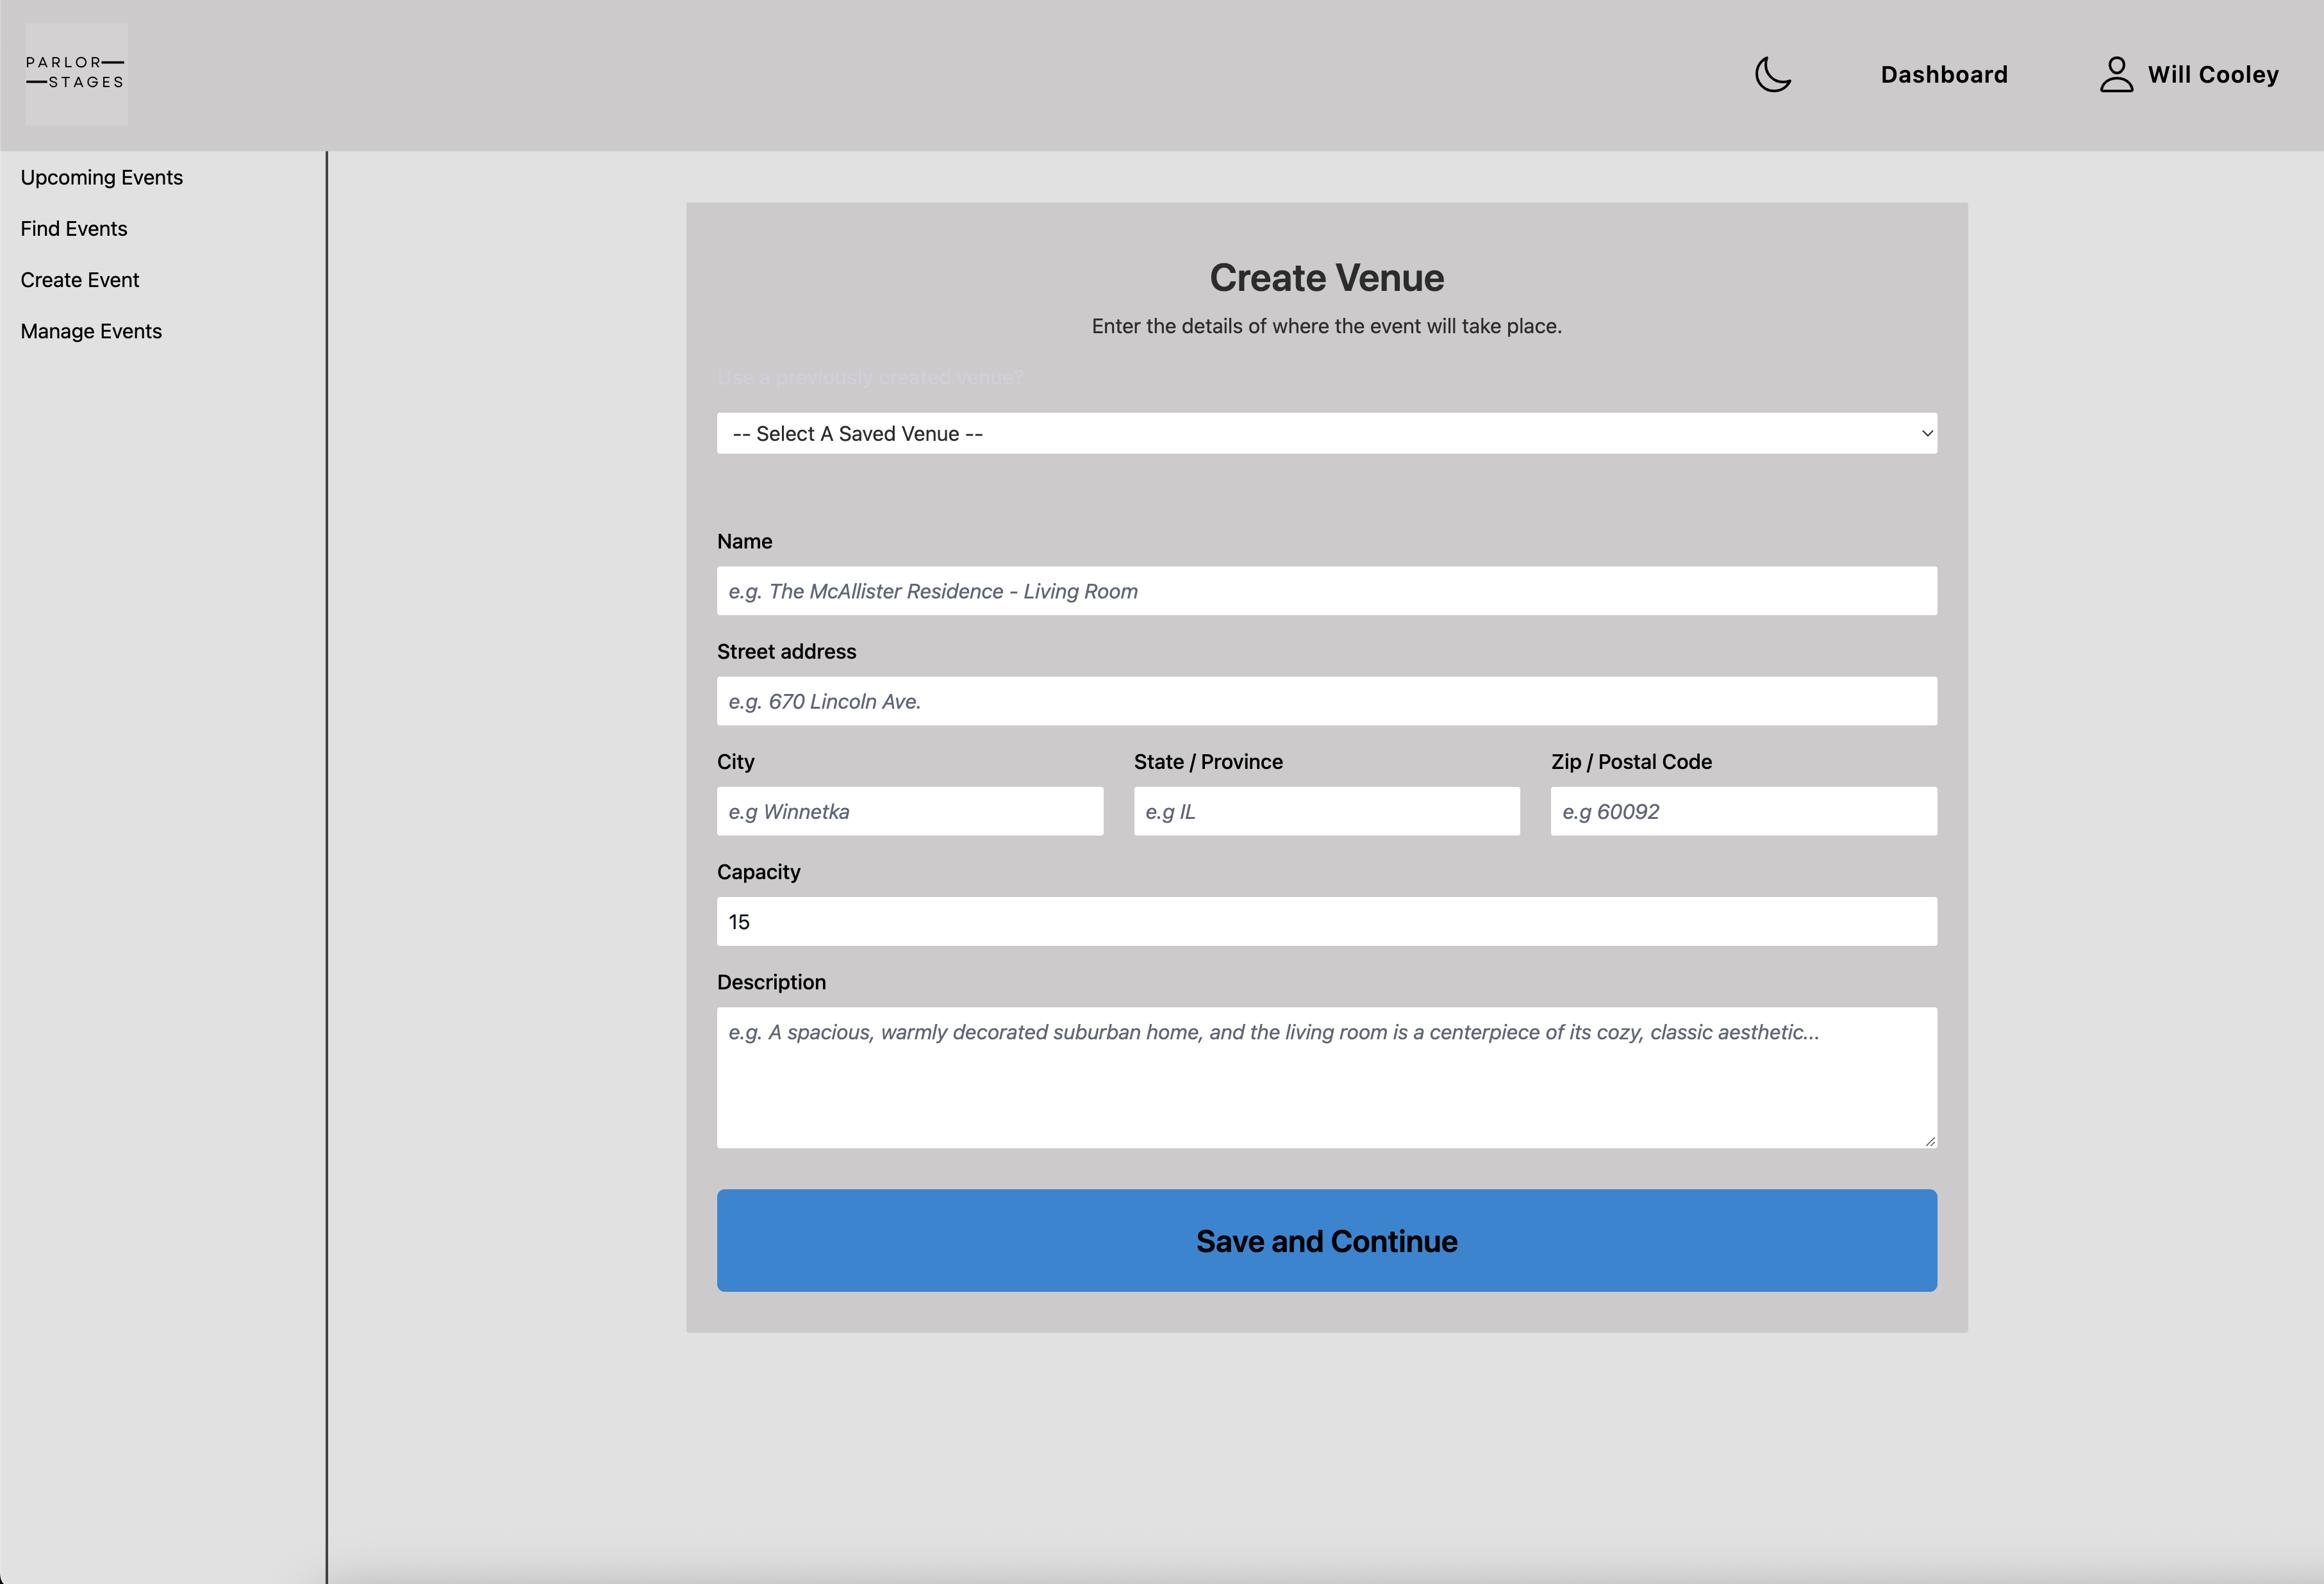 PARLOR
STAGES
Dashboard
Will Cooley
Upcoming Events
Find Events
Create Event
Manage Events
Create Venue
Enter the details of where the event will take place.
Use a previously created venue?
-- Select A Saved Venue --
Name
e.g. The McAllister Residence - Living Room
Street address
e.g. 670 Lincoln Ave.
City
State / Province
Zip / Postal Code
e.g Winnetka
e.g IL
e.g 60092
Capacity
15
Description
e.g. A spacious, warmly decorated suburban home, and the living room is a centerpiece of its cozy, classic aesthetic...
Save and Continue